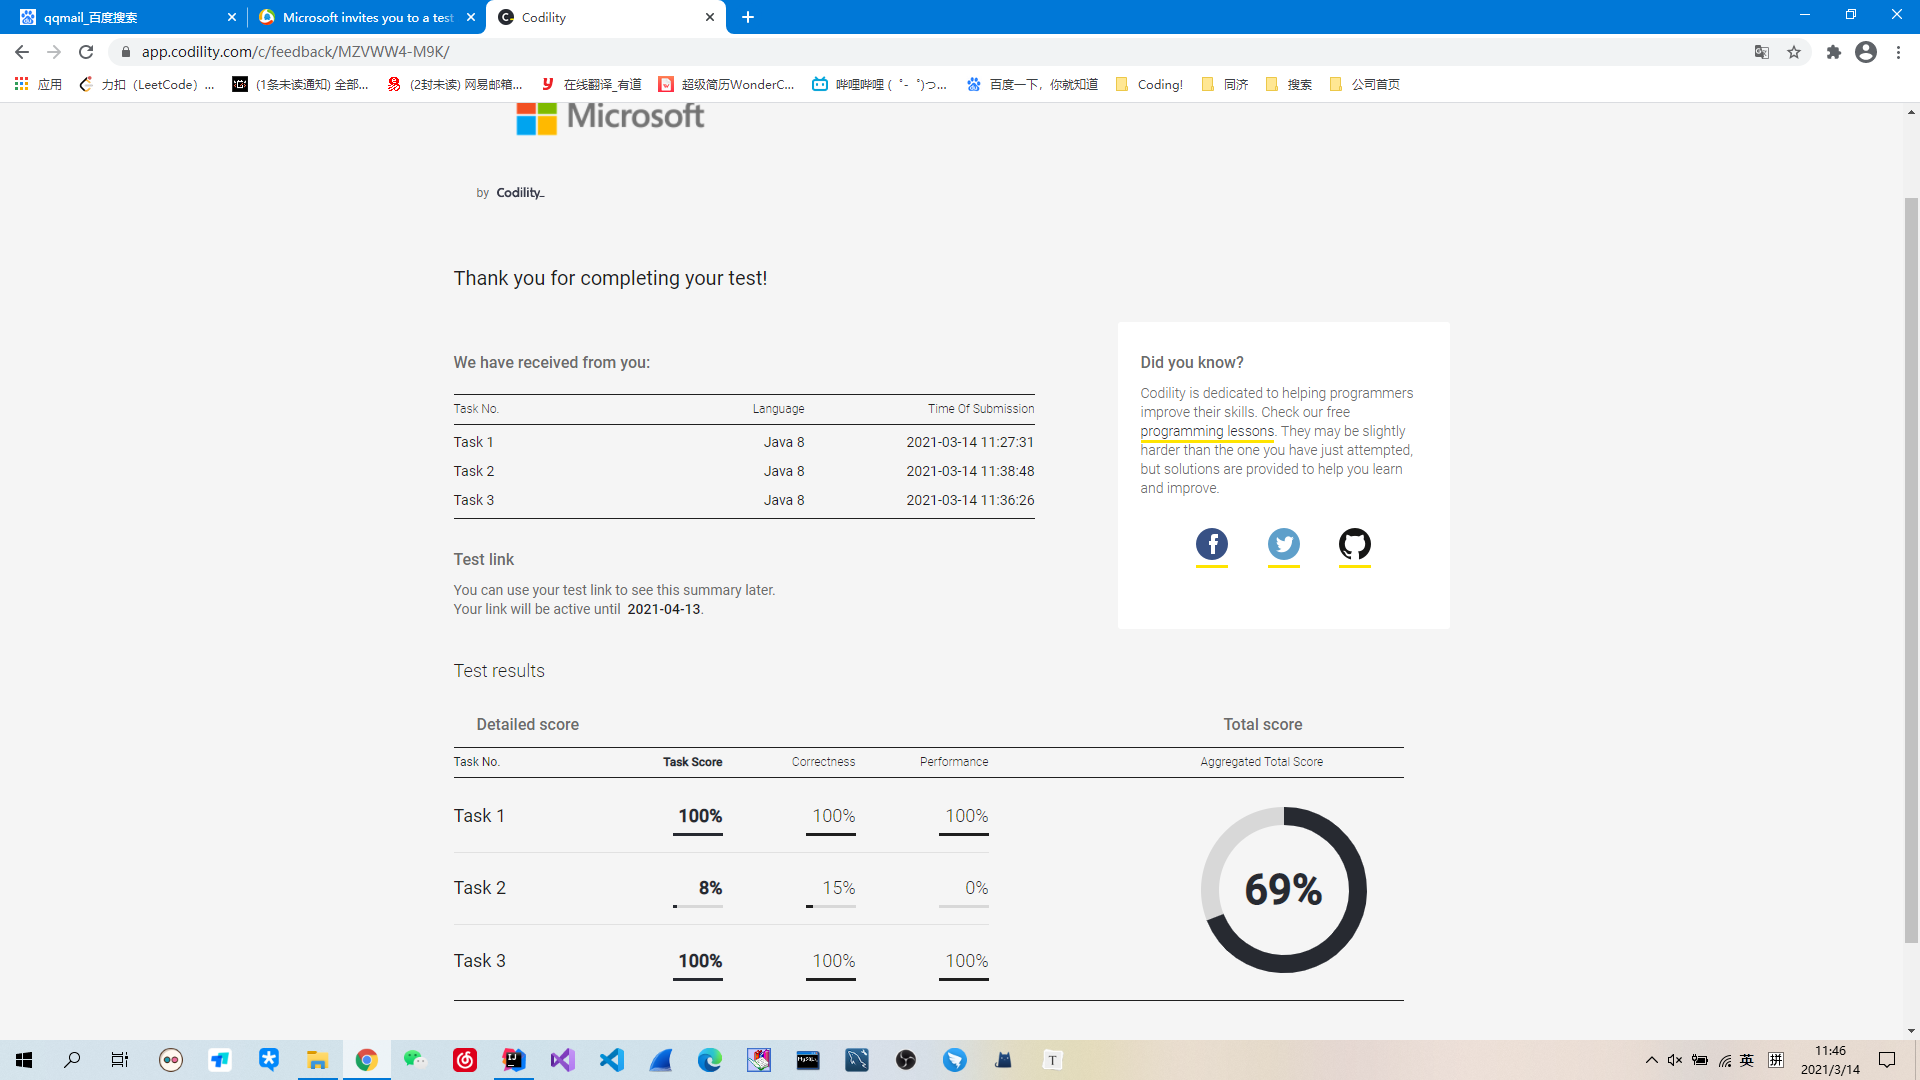 qqmail_百度搜索
Microsoft invites you to a test
Codility
app.codility.com/c/feedback/MZVWW4-M9K/
应用
力扣（LeetCode）...
(1条未读通知) 全部...
(2封未读) 网易邮箱...
在线翻译_有道
超级简历WonderC...
哔哩哔哩 ( ゜- ゜)つ...
百度一下，你就知道
Coding!
同济
搜索
公司首页
Microsoft
by Codility_
Thank you for completing your test!
We have received from you:
Task No. Language Time Of Submission
Task 1 Java 8 2021-03-14 11:27:31
Task 2 Java 8 2021-03-14 11:38:48
Task 3 Java 8 2021-03-14 11:36:26
Test link
You can use your test link to see this summary later.
Your link will be active until 2021-04-13.
Did you know?
Codility is dedicated to helping programmers
improve their skills. Check our free
programming lessons. They may be slightly
harder than the one you have just attempted,
but solutions are provided to help you learn
and improve.
Test results
Detailed score Total score
Task No. Task Score Correctness Performance Aggregated Total Score
Task 1 100% 100% 100%
Task 2 8% 15% 0%
69%
Task 3 100% 100% 100%
英
拼
11:46
2021/3/14